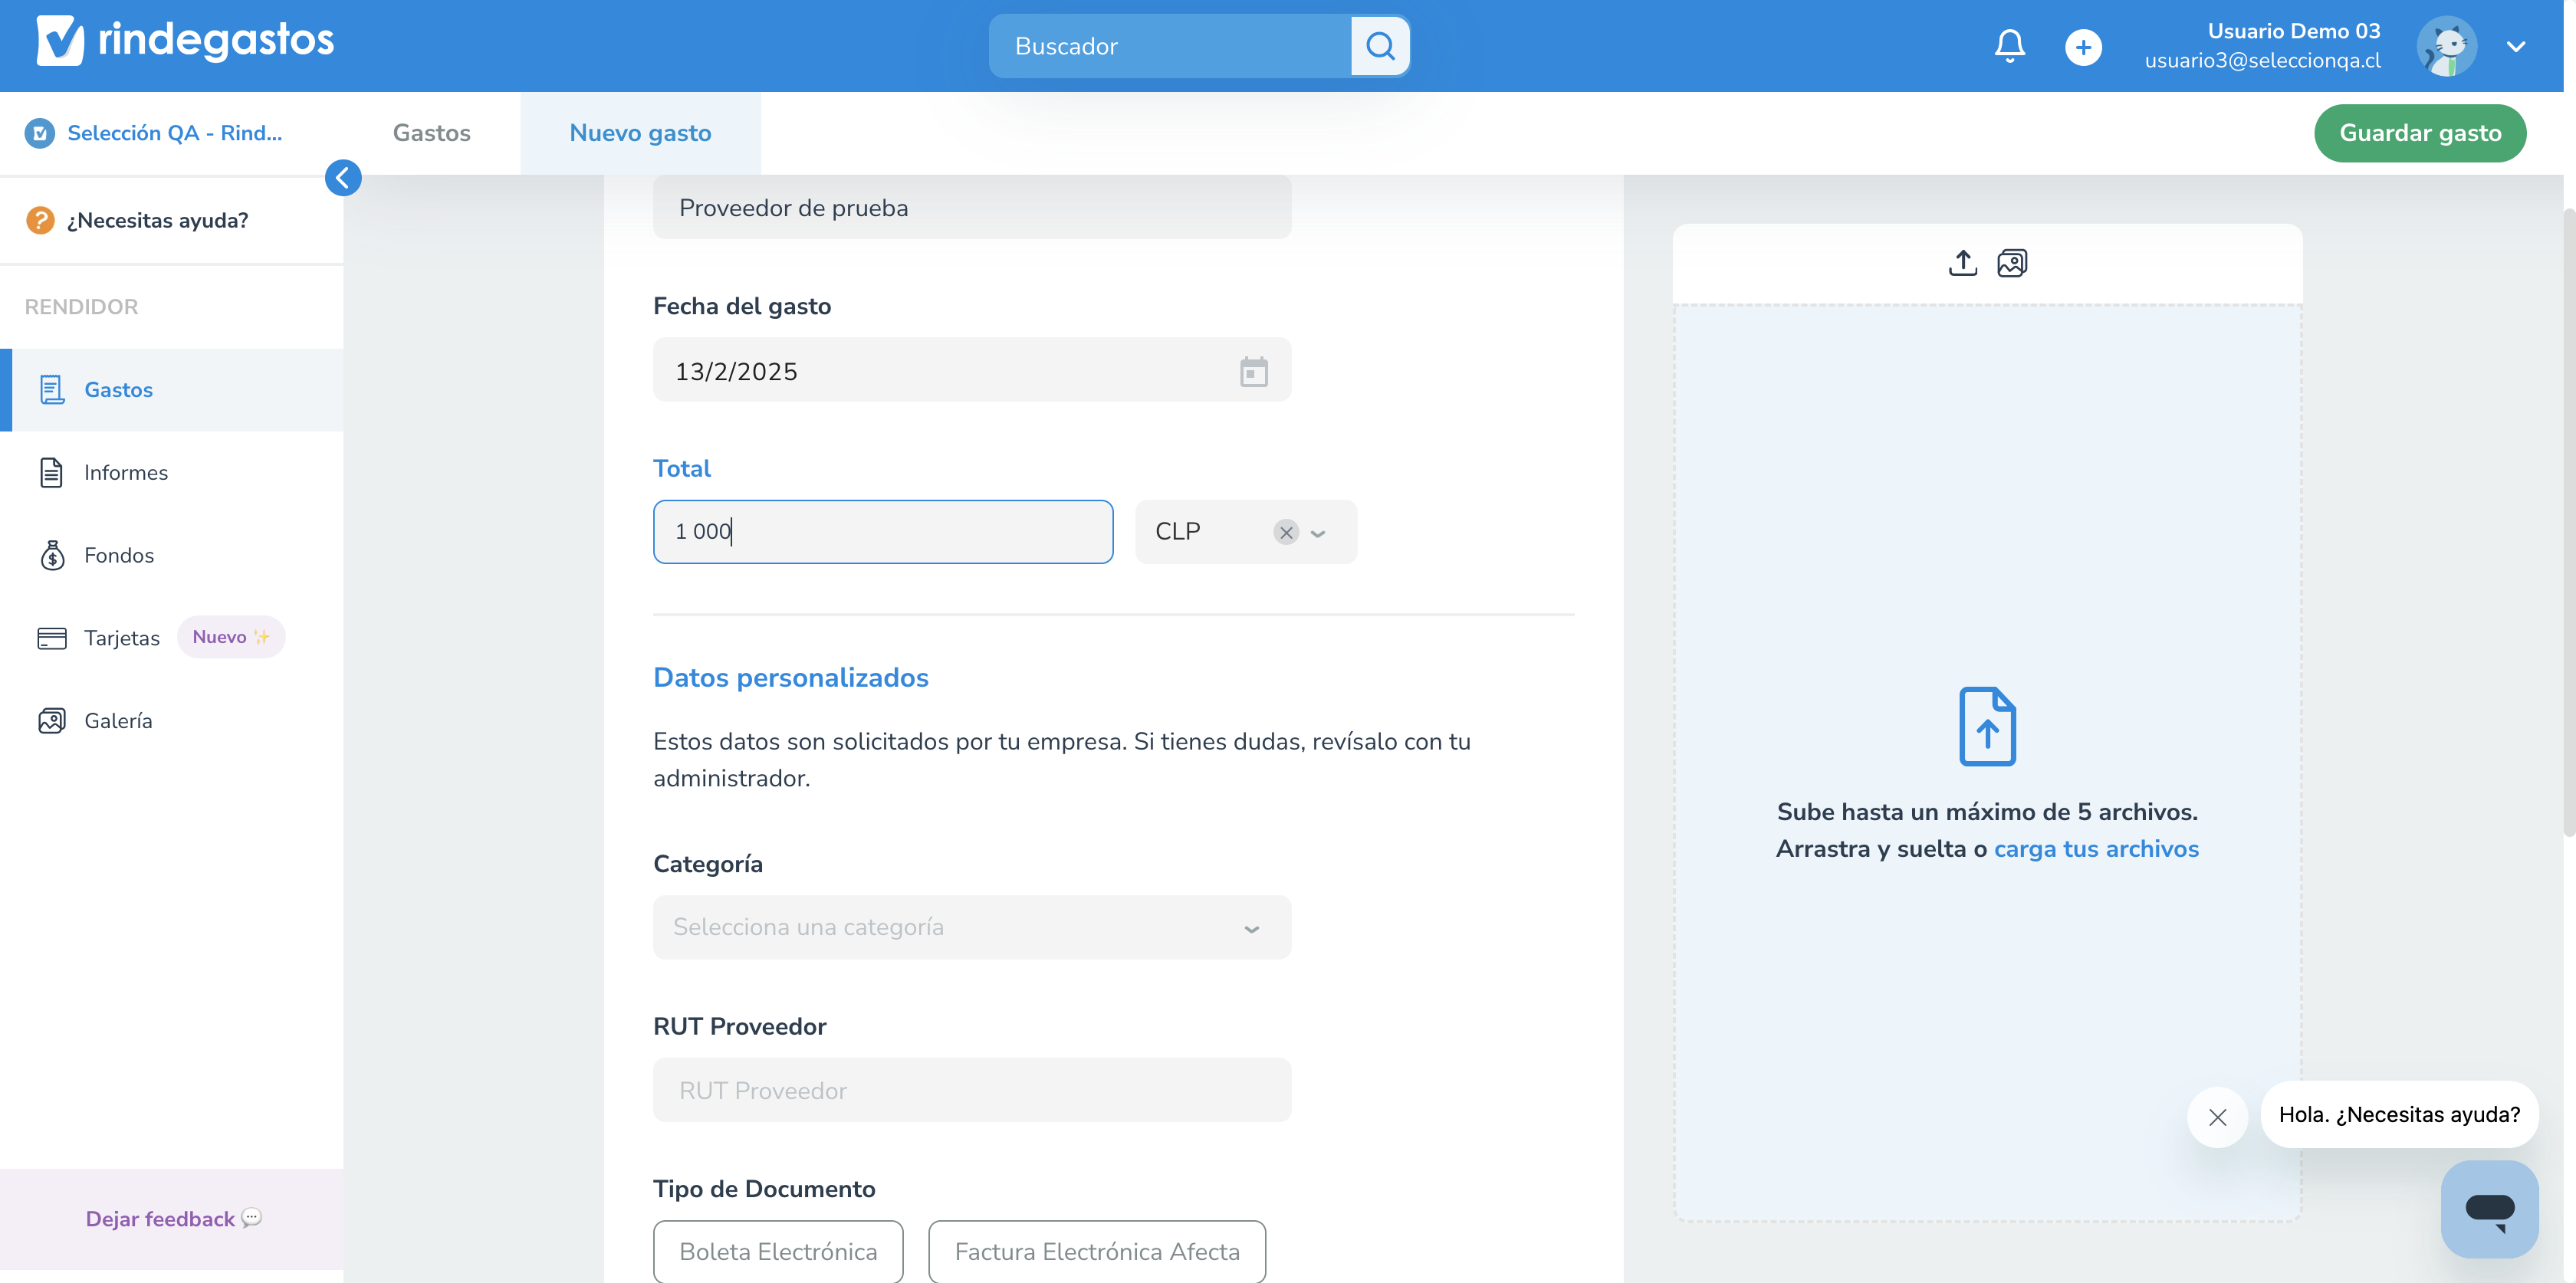 rindegastos
Buscador
Usuario Demo 03
usuario3@seleccionqa.cl
Selección QA - Rind...
Gastos
Nuevo gasto
Guardar gasto
¿Necesitas ayuda?
RENDIDOR
Gastos
Informes
Fondos
Tarjetas
Nuevo ✨
Galería
Dejar feedback 💬
Proveedor de prueba
Fecha del gasto
13/2/2025
Total
1 000
CLP
Datos personalizados
Estos datos son solicitados por tu empresa. Si tienes dudas, revísalo con tu
administrador.
Categoría
Selecciona una categoría
RUT Proveedor
RUT Proveedor
Tipo de Documento
Boleta Electrónica
Factura Electrónica Afecta
Sube hasta un máximo de 5 archivos.
Arrastra y suelta o carga tus archivos
Hola. ¿Necesitas ayuda?